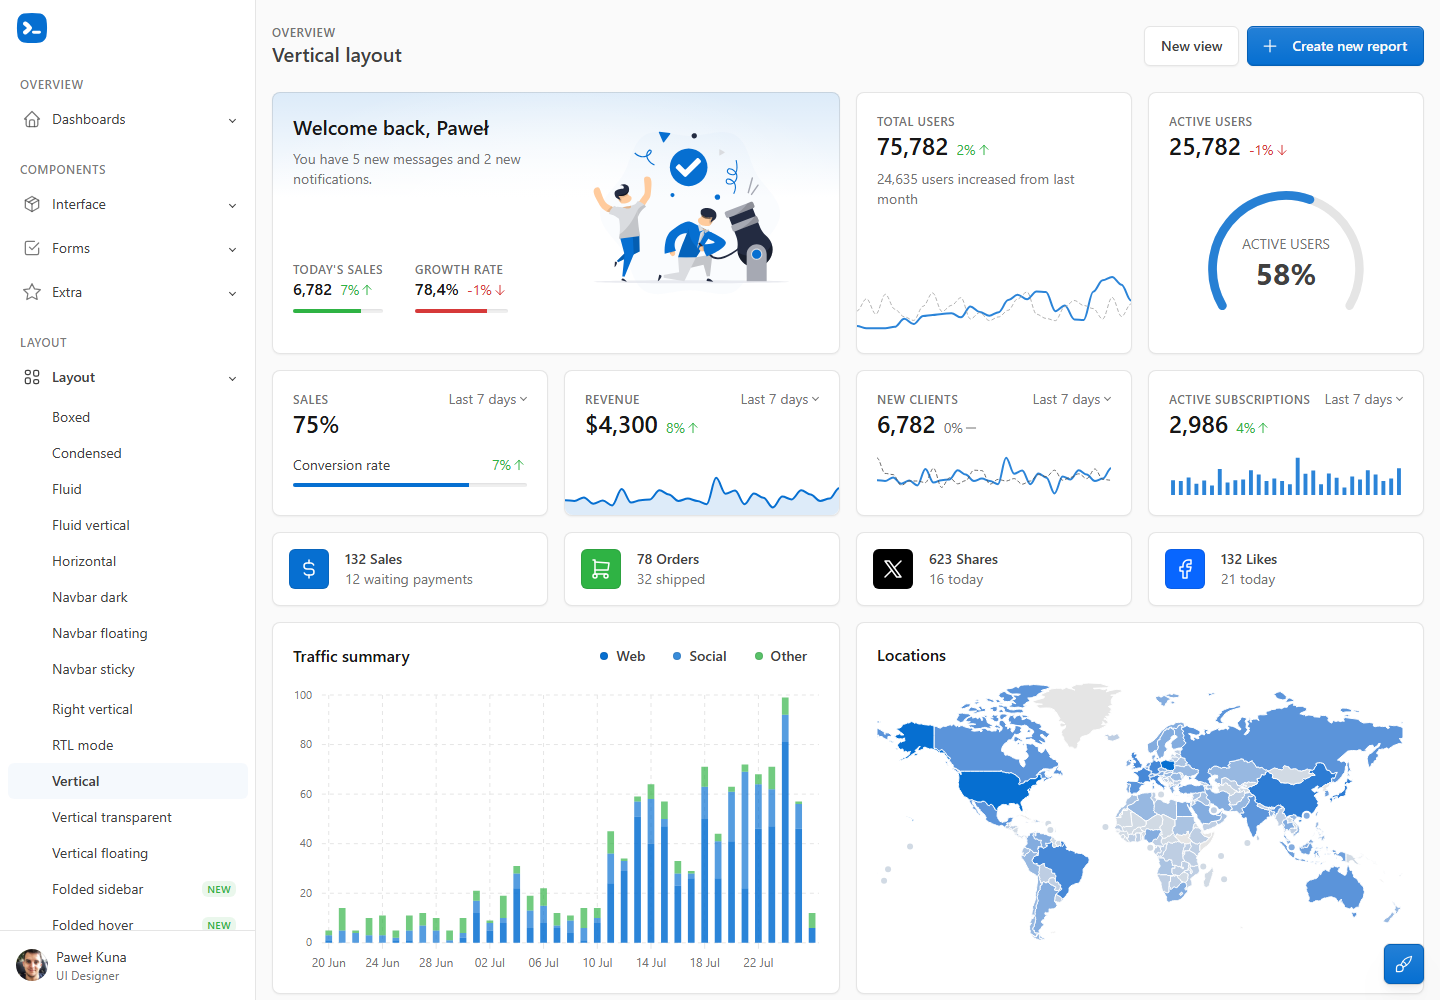 OVERVIEW
Dashboards
COMPONENTS
Interface
Forms
Extra
LAYOUT
Layout
Boxed
Condensed
Fluid
Fluid vertical
Horizontal
Navbar dark
Navbar floating
Navbar sticky
Right vertical
RTL mode
Vertical
Vertical transparent
Vertical floating
Folded sidebar NEW
Folded hover NEW
Paweł Kuna
UI Designer
OVERVIEW
Vertical layout
New view
Create new report
Welcome back, Paweł
You have 5 new messages and 2 new
notifications.
TODAY'S SALES
6,782 7%
GROWTH RATE
78,4% -1%
TOTAL USERS
75,782 2%
24,635 users increased from last
month
ACTIVE USERS
25,782 -1%
ACTIVE USERS
58%
SALES Last 7 days
75%
Conversion rate 7%
REVENUE Last 7 days
$4,300 8%
NEW CLIENTS Last 7 days
6,782 0%
ACTIVE SUBSCRIPTIONS Last 7 days
2,986 4%
132 Sales
12 waiting payments
78 Orders
32 shipped
623 Shares
16 today
132 Likes
21 today
Traffic summary
Web Social Other
100
80
60
40
20
0
20 Jun 24 Jun 28 Jun 02 Jul 06 Jul 10 Jul 14 Jul 18 Jul 22 Jul
Locations